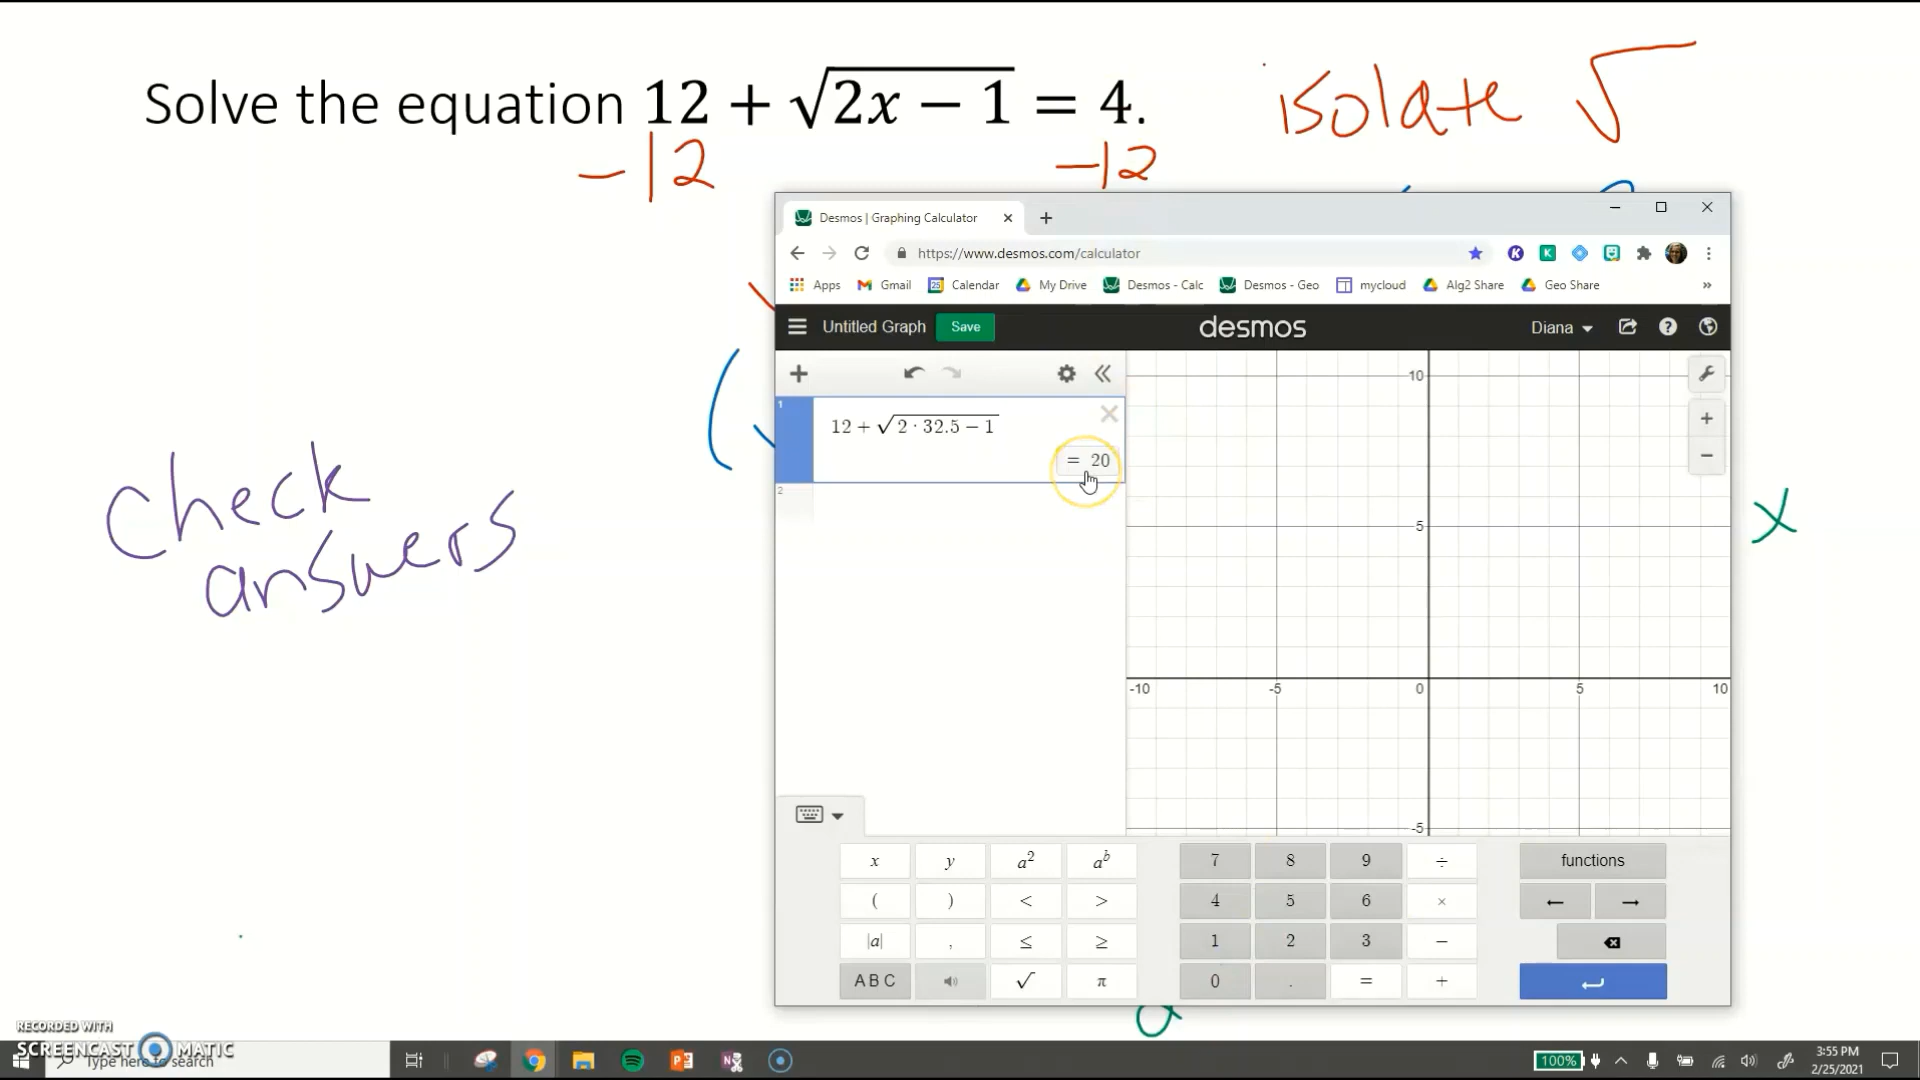 Solve the equation 12 + √2x − 1 = 4.
isolate √
−12 −12
Desmos | Graphing Calculator
https://www.desmos.com/calculator
Apps Gmail Calendar My Drive Desmos - Calc Desmos - Geo mycloud Alg2 Share Geo Share »
Untitled Graph Save desmos Diana
1
12 + √2 · 32.5 − 1
= 20
2
check
answers
x
10
5
-10 -5 0 5 10
-5
x y a² aᵇ 7 8 9 ÷ functions
( ) < > 4 5 6 × ← →
|a| , ≤ ≥ 1 2 3 −
A B C √ π 0 . = +
RECORDED WITH
SCREENCAST MATIC
Type here to search
100% 3:55 PM
2/25/2021